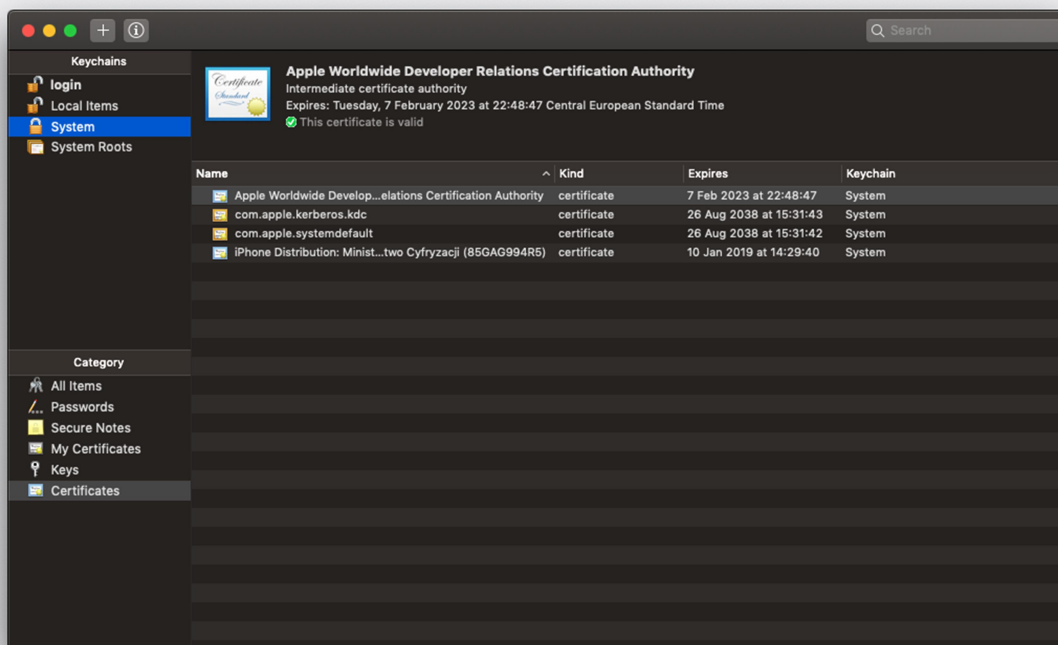 Search
Keychains
login
Local Items
System
System Roots
Certificate
Standard
Apple Worldwide Developer Relations Certification Authority
Intermediate certificate authority
Expires: Tuesday, 7 February 2023 at 22:48:47 Central European Standard Time
This certificate is valid
Name Kind Expires Keychain
Apple Worldwide Develop...elations Certification Authority certificate 7 Feb 2023 at 22:48:47 System
com.apple.kerberos.kdc certificate 26 Aug 2038 at 15:31:43 System
com.apple.systemdefault certificate 26 Aug 2038 at 15:31:42 System
iPhone Distribution: Minist...two Cyfryzacji (85GAG994R5) certificate 10 Jan 2019 at 14:29:40 System
Category
All Items
Passwords
Secure Notes
My Certificates
Keys
Certificates